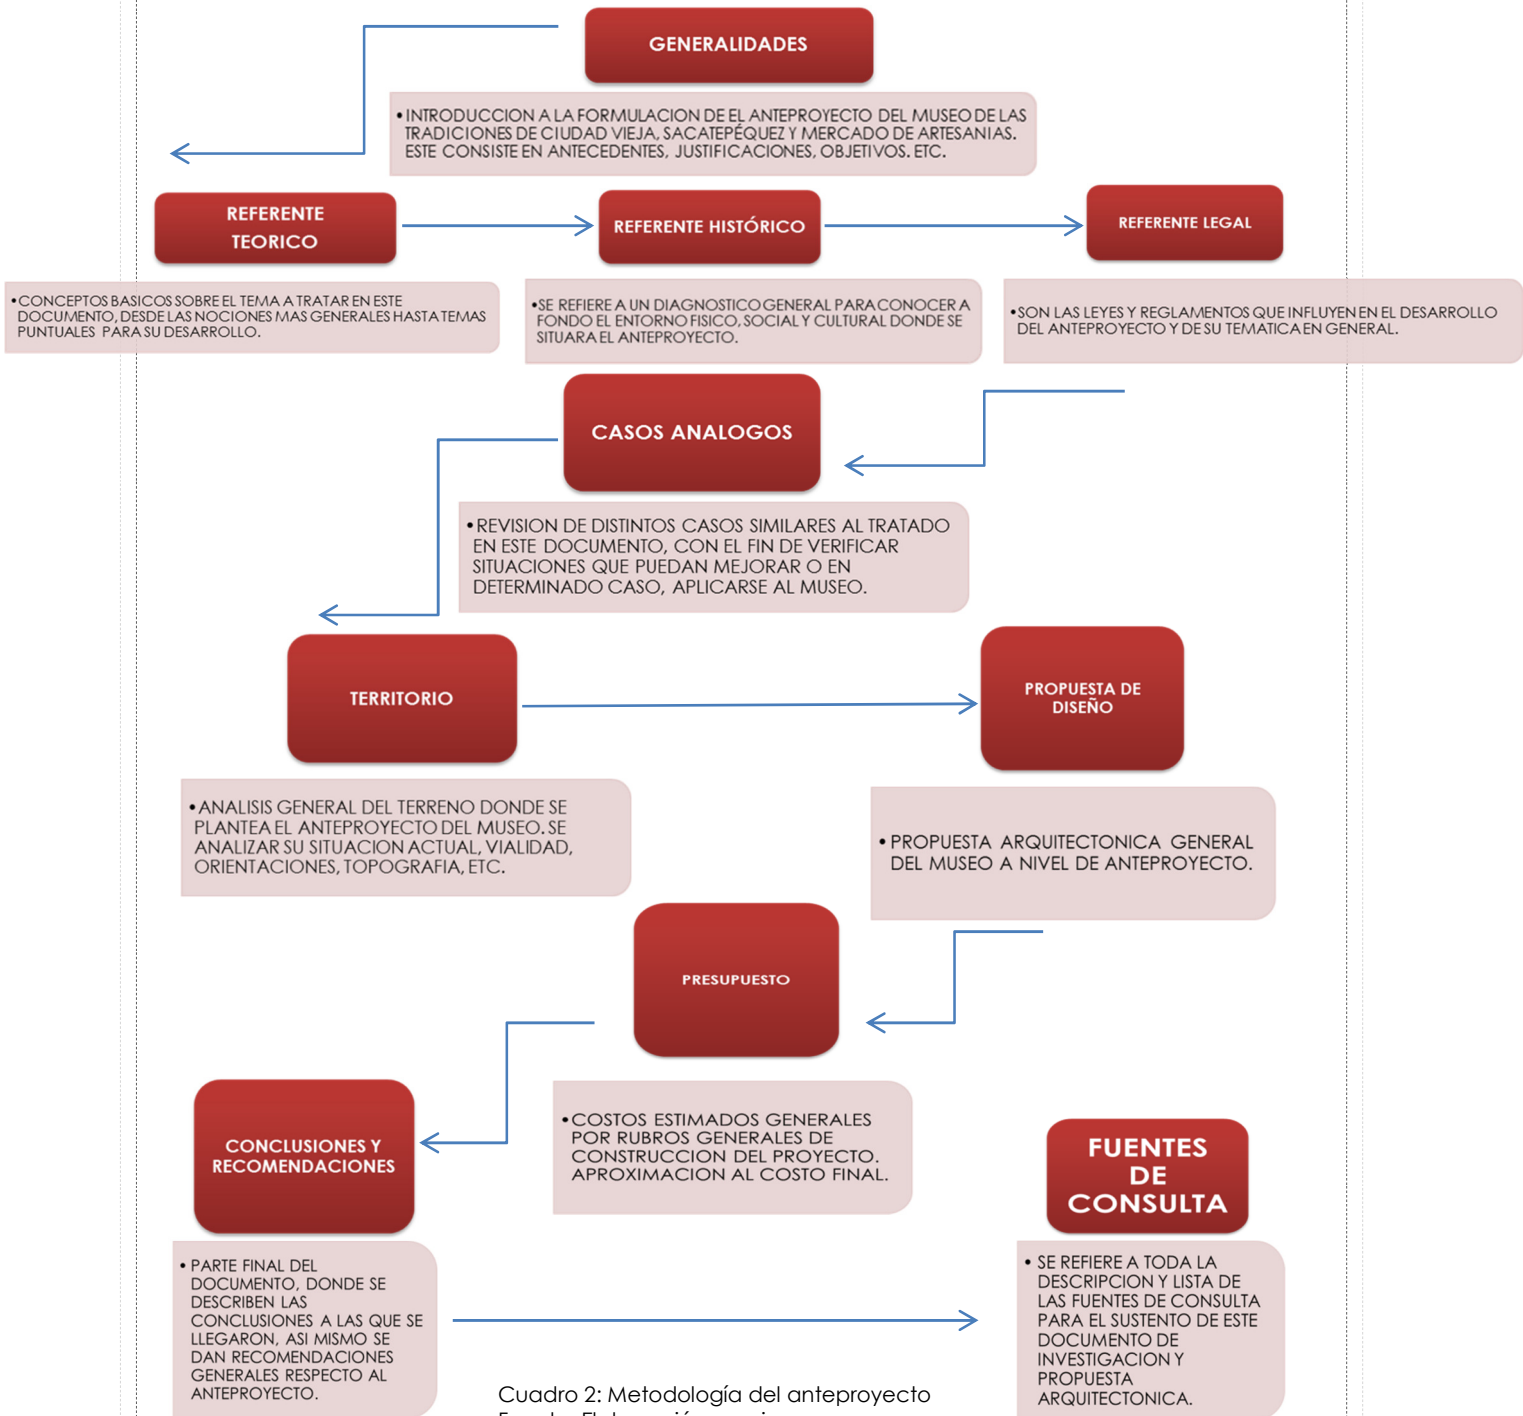 GENERALIDADES
•INTRODUCCION A LA FORMULACION DE EL ANTEPROYECTO DEL MUSEO DE LAS
TRADICIONES DE CIUDAD VIEJA, SACATEPÉQUEZ Y MERCADO DE ARTESANIAS.
ESTE CONSISTE EN ANTECEDENTES, JUSTIFICACIONES, OBJETIVOS. ETC.
REFERENTE
TEORICO
•CONCEPTOS BASICOS SOBRE EL TEMA A TRATAR EN ESTE
DOCUMENTO, DESDE LAS NOCIONES MAS GENERALES HASTA TEMAS
PUNTUALES PARA SU DESARROLLO.
REFERENTE HISTÓRICO
•SE REFIERE A UN DIAGNOSTICO GENERAL PARA CONOCER A
FONDO EL ENTORNO FISICO, SOCIAL Y CULTURAL DONDE SE
SITUARA EL ANTEPROYECTO.
REFERENTE LEGAL
•SON LAS LEYES Y REGLAMENTOS QUE INFLUYEN EN EL DESARROLLO
DEL ANTEPROYECTO Y DE SU TEMATICA EN GENERAL.
CASOS ANALOGOS
•REVISION DE DISTINTOS CASOS SIMILARES AL TRATADO
EN ESTE DOCUMENTO, CON EL FIN DE VERIFICAR
SITUACIONES QUE PUEDAN MEJORAR O EN
DETERMINADO CASO, APLICARSE AL MUSEO.
TERRITORIO
•ANALISIS GENERAL DEL TERRENO DONDE SE
PLANTEA EL ANTEPROYECTO DEL MUSEO. SE
ANALIZAR SU SITUACION ACTUAL, VIALIDAD,
ORIENTACIONES, TOPOGRAFIA, ETC.
PROPUESTA DE
DISEÑO
• PROPUESTA ARQUITECTONICA GENERAL
DEL MUSEO A NIVEL DE ANTEPROYECTO.
PRESUPUESTO
•COSTOS ESTIMADOS GENERALES
POR RUBROS GENERALES DE
CONSTRUCCION DEL PROYECTO.
APROXIMACION AL COSTO FINAL.
CONCLUSIONES Y
RECOMENDACIONES
• PARTE FINAL DEL
DOCUMENTO, DONDE SE
DESCRIBEN LAS
CONCLUSIONES A LAS QUE SE
LLEGARON, ASI MISMO SE
DAN RECOMENDACIONES
GENERALES RESPECTO AL
ANTEPROYECTO.
FUENTES
DE
CONSULTA
• SE REFIERE A TODA LA
DESCRIPCION Y LISTA DE
LAS FUENTES DE CONSULTA
PARA EL SUSTENTO DE ESTE
DOCUMENTO DE
INVESTIGACION Y
PROPUESTA
ARQUITECTONICA.
Cuadro 2: Metodología del anteproyecto